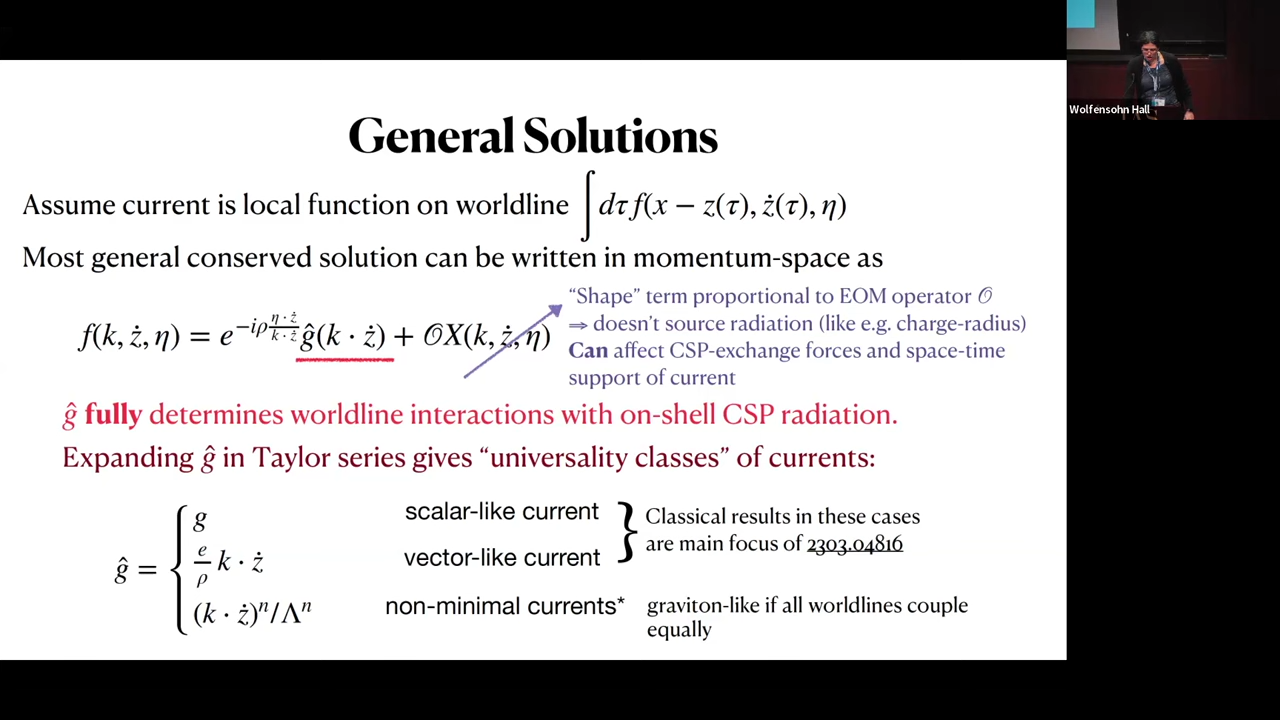 General Solutions
Assume current is local function on worldline ∫ dτ f(x − z(τ), ż(τ), η)
Most general conserved solution can be written in momentum-space as
f(k, ż, η) = e^{−iρ \frac{η · ż}{k · ż}} ĝ(k · ż) + 𝒪X(k, ż, η)
“Shape” term proportional to EOM operator 𝒪
⇒ doesn’t source radiation (like e.g. charge-radius)
Can affect CSP-exchange forces and space-time
support of current
ĝ fully determines worldline interactions with on-shell CSP radiation.
Expanding ĝ in Taylor series gives “universality classes” of currents:
ĝ = {
g scalar-like current
\frac{e}{ρ} k · ż vector-like current
} Classical results in these cases
are main focus of 2303.04816
(k · ż)^n/Λ^n non-minimal currents* graviton-like if all worldlines couple
equally
Wolfensohn Hall